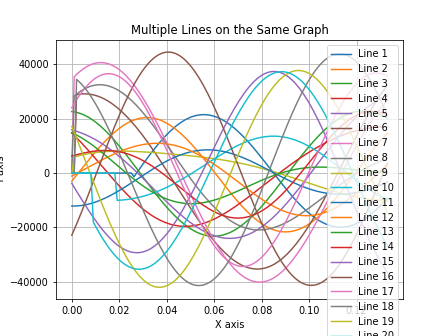 Multiple Lines on the Same Graph
40000
20000
0
−20000
−40000
0.00
0.02
0.04
0.06
0.08
0.10
X axis
Line 1
Line 2
Line 3
Line 4
Line 5
Line 6
Line 7
Line 8
Line 9
Line 10
Line 11
Line 12
Line 13
Line 14
Line 15
Line 16
Line 17
Line 18
Line 19
Line 20